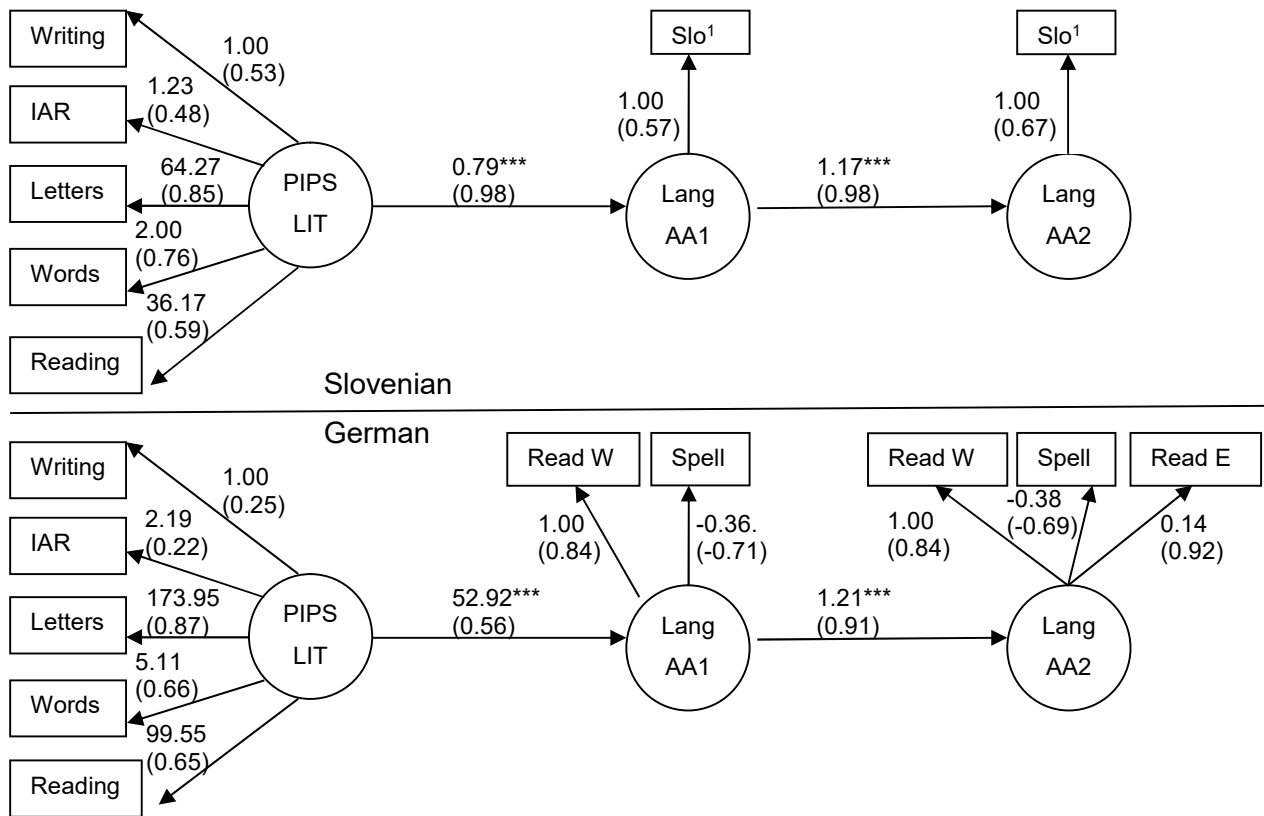 Writing
1.00
(0.53)
Slo¹
Slo¹
IAR
1.23
(0.48)
1.00
(0.57)
1.00
(0.67)
Letters
64.27
(0.85)
PIPS
LIT
0.79***
(0.98)
Lang
AA1
1.17***
(0.98)
Lang
AA2
Words
2.00
(0.76)
36.17
(0.59)
Reading
Slovenian
German
Writing
1.00
(0.25)
Read W
Spell
Read W
Spell
Read E
IAR
2.19
(0.22)
1.00
(0.84)
-0.36.
(-0.71)
1.00
(0.84)
-0.38
(-0.69)
0.14
(0.92)
Letters
173.95
(0.87)
PIPS
LIT
52.92***
(0.56)
Lang
AA1
1.21***
(0.91)
Lang
AA2
Words
5.11
(0.66)
99.55
(0.65)
Reading